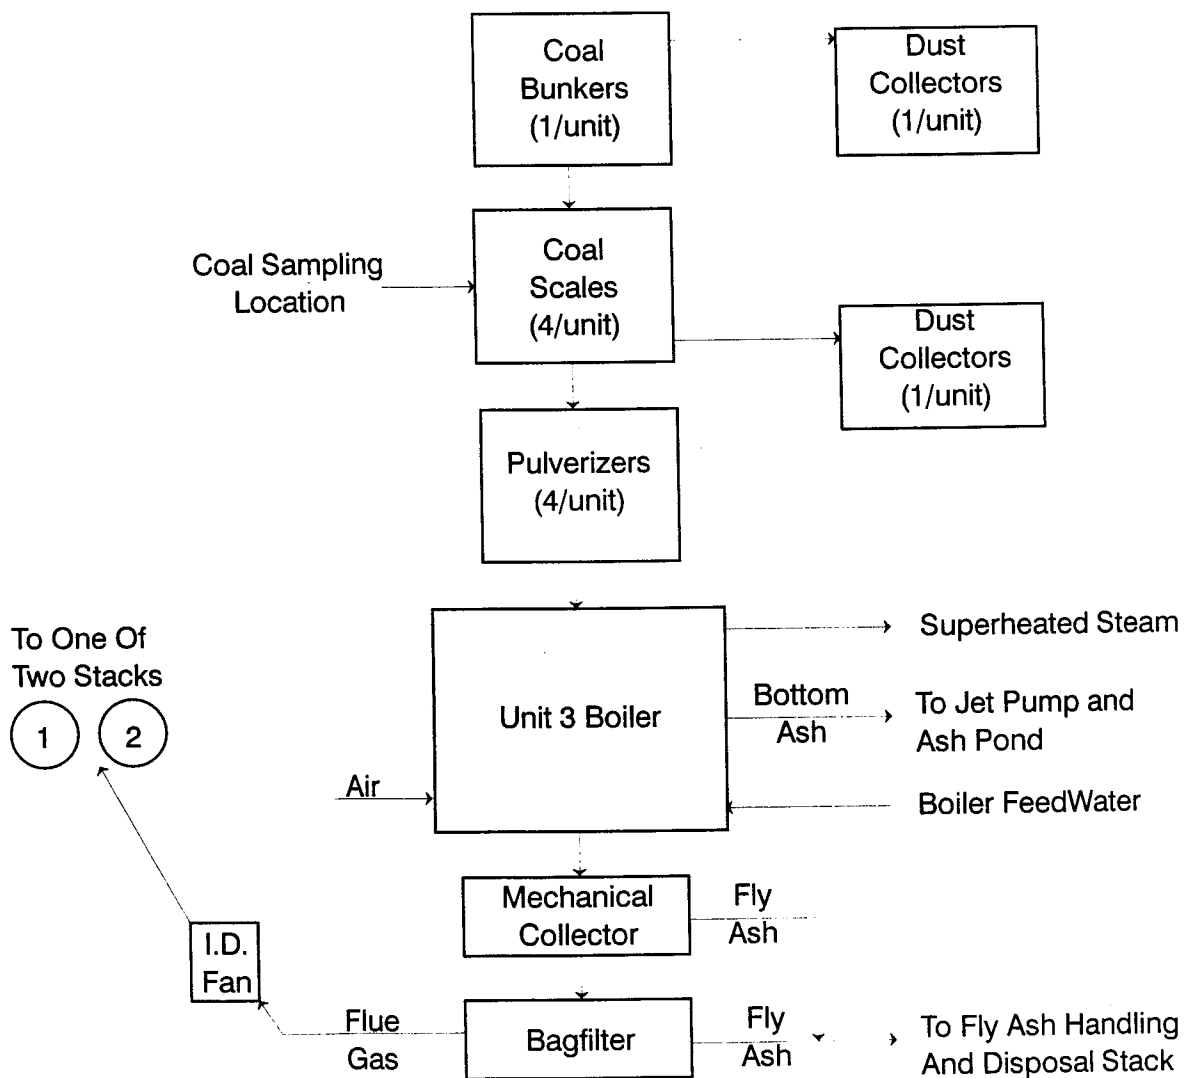 Coal
Bunkers
(1/unit)
Dust
Collectors
(1/unit)
Coal Sampling
Location
Coal
Scales
(4/unit)
Dust
Collectors
(1/unit)
Pulverizers
(4/unit)
To One Of
Two Stacks
1
2
Unit 3 Boiler
Superheated Steam
Bottom
Ash
To Jet Pump and
Ash Pond
Air
Boiler FeedWater
Mechanical
Collector
Fly
Ash
I.D.
Fan
Flue
Gas
Bagfilter
Fly
Ash
To Fly Ash Handling
And Disposal Stack